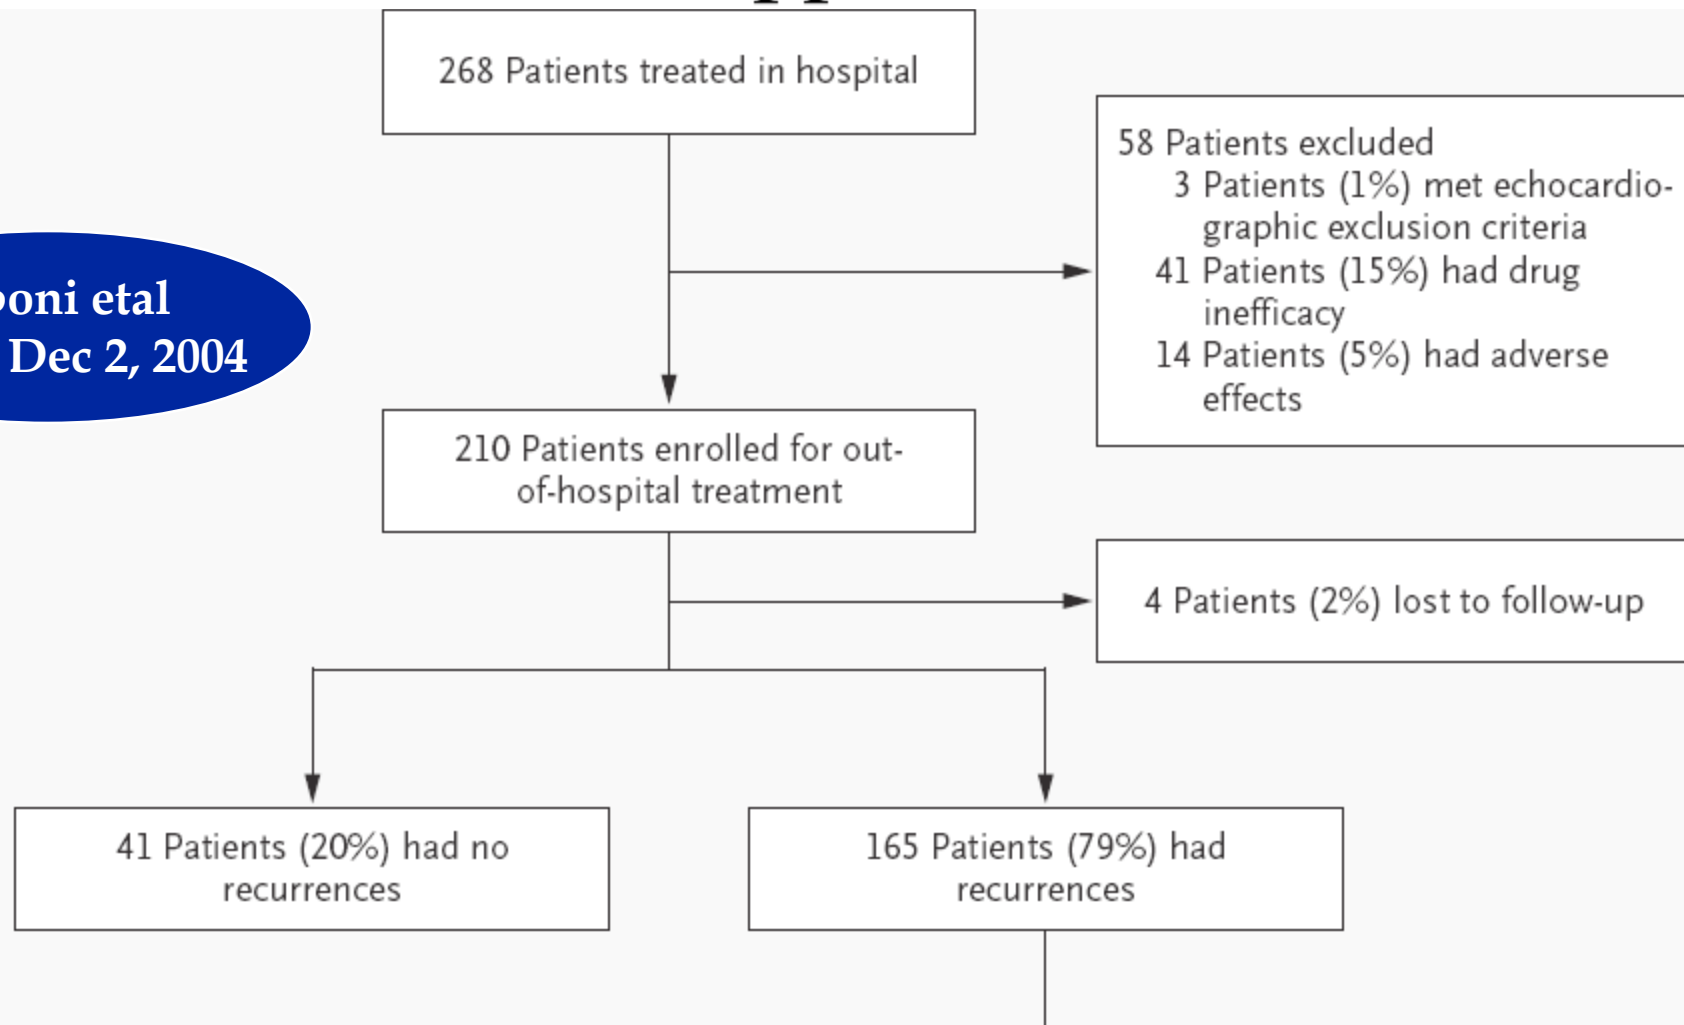 268 Patients treated in hospital
58 Patients excluded
3 Patients (1%) met echocardio-
graphic exclusion criteria
41 Patients (15%) had drug
inefficacy
14 Patients (5%) had adverse
effects
etal
Dec 2, 2004
210 Patients enrolled for out-
of-hospital treatment
4 Patients (2%) lost to follow-up
41 Patients (20%) had no
recurrences
165 Patients (79%) had
recurrences